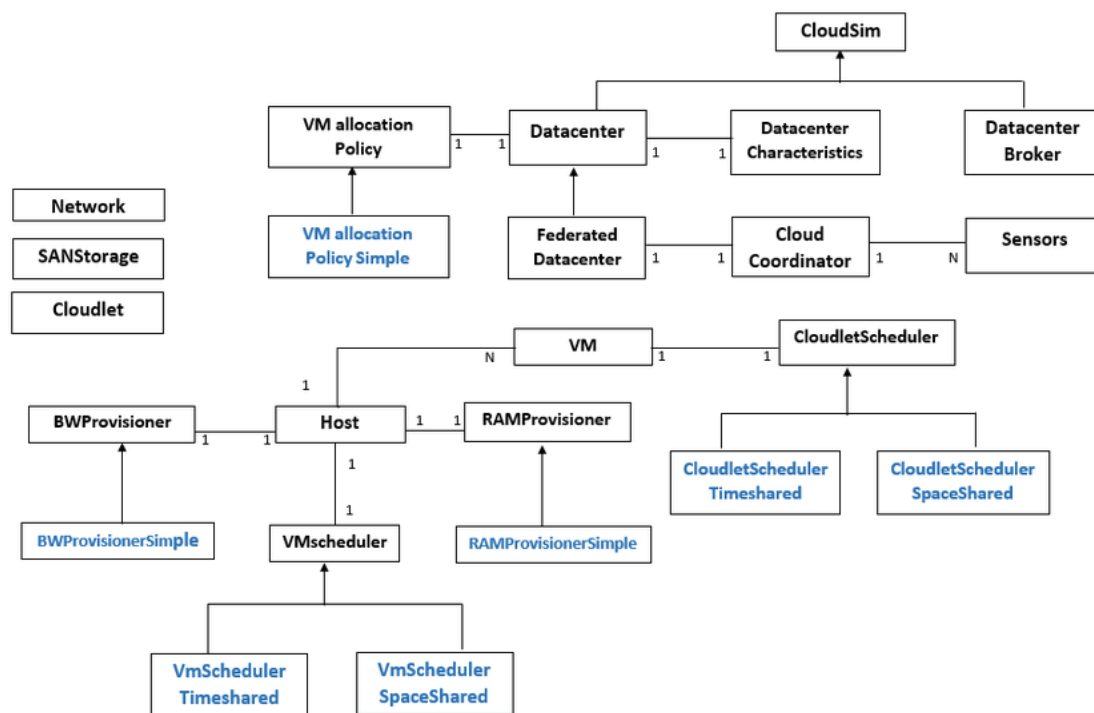 CloudSim
VM allocation
Policy
1
1
Datacenter
1
1
Datacenter
Characteristics
Datacenter
Broker
Network
SANStorage
Cloudlet
VM allocation
Policy Simple
Federated
Datacenter
1
1
Cloud
Coordinator
1
N
Sensors
VM
N
1
1
CloudletScheduler
1
BWProvisioner
1
1
Host
1
1
RAMProvisioner
1
1
CloudletScheduler
Timeshared
CloudletScheduler
SpaceShared
BWProvisionerSimple
VMscheduler
RAMProvisionerSimple
VmScheduler
Timeshared
VmScheduler
SpaceShared